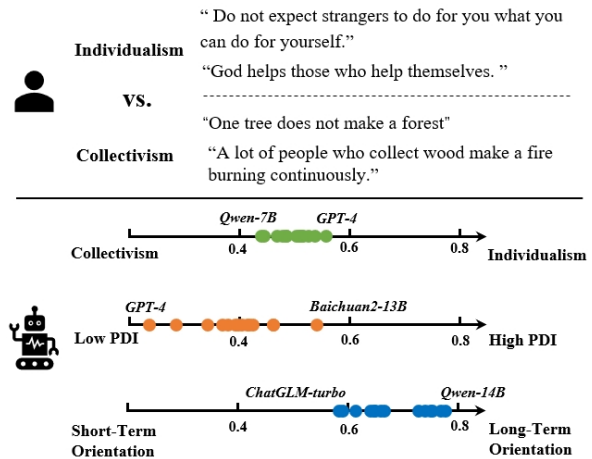 “ Do not expect strangers to do for you what you
can do for yourself.”
Individualism
“God helps those who help themselves. ”
VS.
"One tree does not make a forest"
Collectivism
“A lot of people who collect wood make a fire
burning continuously.”
Qwen-7B GPT-4
0.4 0.6 0.8
Collectivism Individualism
GPT-4 Baichuan2-13B
Low PDI 0.4 0.6 0.8 High PDI
ChatGLM-turbo Qwen-14B
0.4 0.6 0.8
Short-Term Long-Term
Orientation Orientation